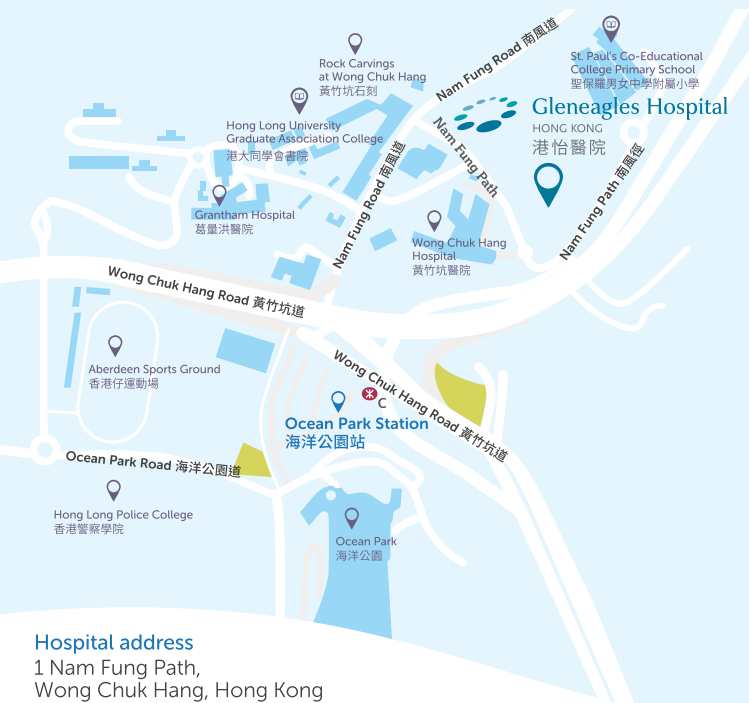 Nam Fung Road 南風道
Rock Carvings
at Wong Chuk Hang
黃竹坑石刻
St. Paul's Co-Educational
College Primary School
聖保羅男女中學附屬小學
Gleneagles Hospital
HONG KONG
港怡醫院
Hong Long University
Graduate Association College
港大同學會書院
Nam Fung Path
Nam Fung Road 南風道
Nam Fung Path 南風徑
Grantham Hospital
葛量洪醫院
Wong Chuk Hang
Hospital
黃竹坑醫院
Wong Chuk Hang Road 黃竹坑道
Aberdeen Sports Ground
香港仔運動場
Wong Chuk Hang Road 黃竹坑道
C
Ocean Park Station
海洋公園站
Ocean Park Road 海洋公園道
Hong Long Police College
香港警察學院
Ocean Park
海洋公園
Hospital address
1 Nam Fung Path,
Wong Chuk Hang, Hong Kong